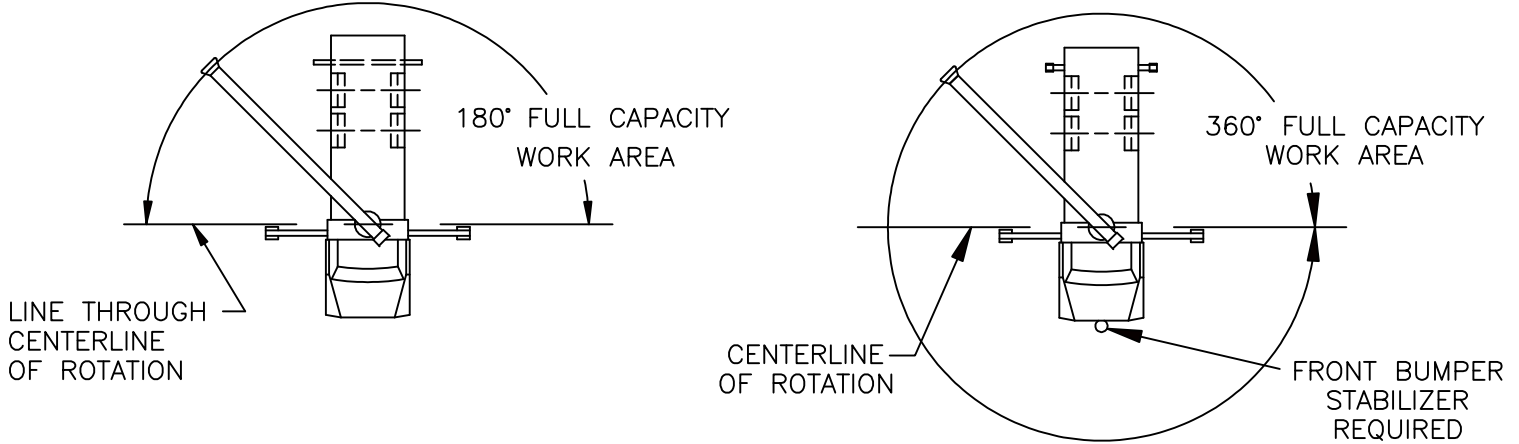 180° FULL CAPACITY
WORK AREA
LINE THROUGH
CENTERLINE
OF ROTATION
360° FULL CAPACITY
WORK AREA
CENTERLINE
OF ROTATION
FRONT BUMPER
STABILIZER
REQUIRED